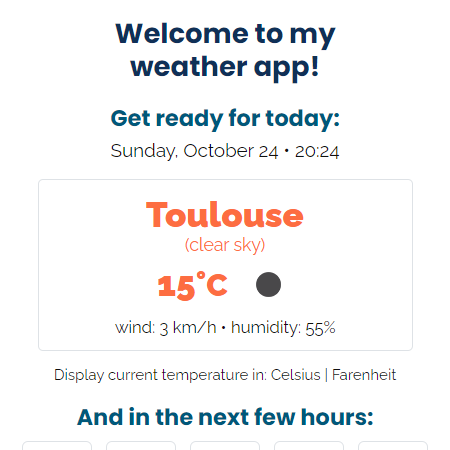 Welcome to my
weather app!
Get ready for today:
Sunday, October 24 • 20:24
Toulouse
(clear sky)
15°C
wind: 3 km/h • humidity: 55%
Display current temperature in: Celsius | Farenheit
And in the next few hours: